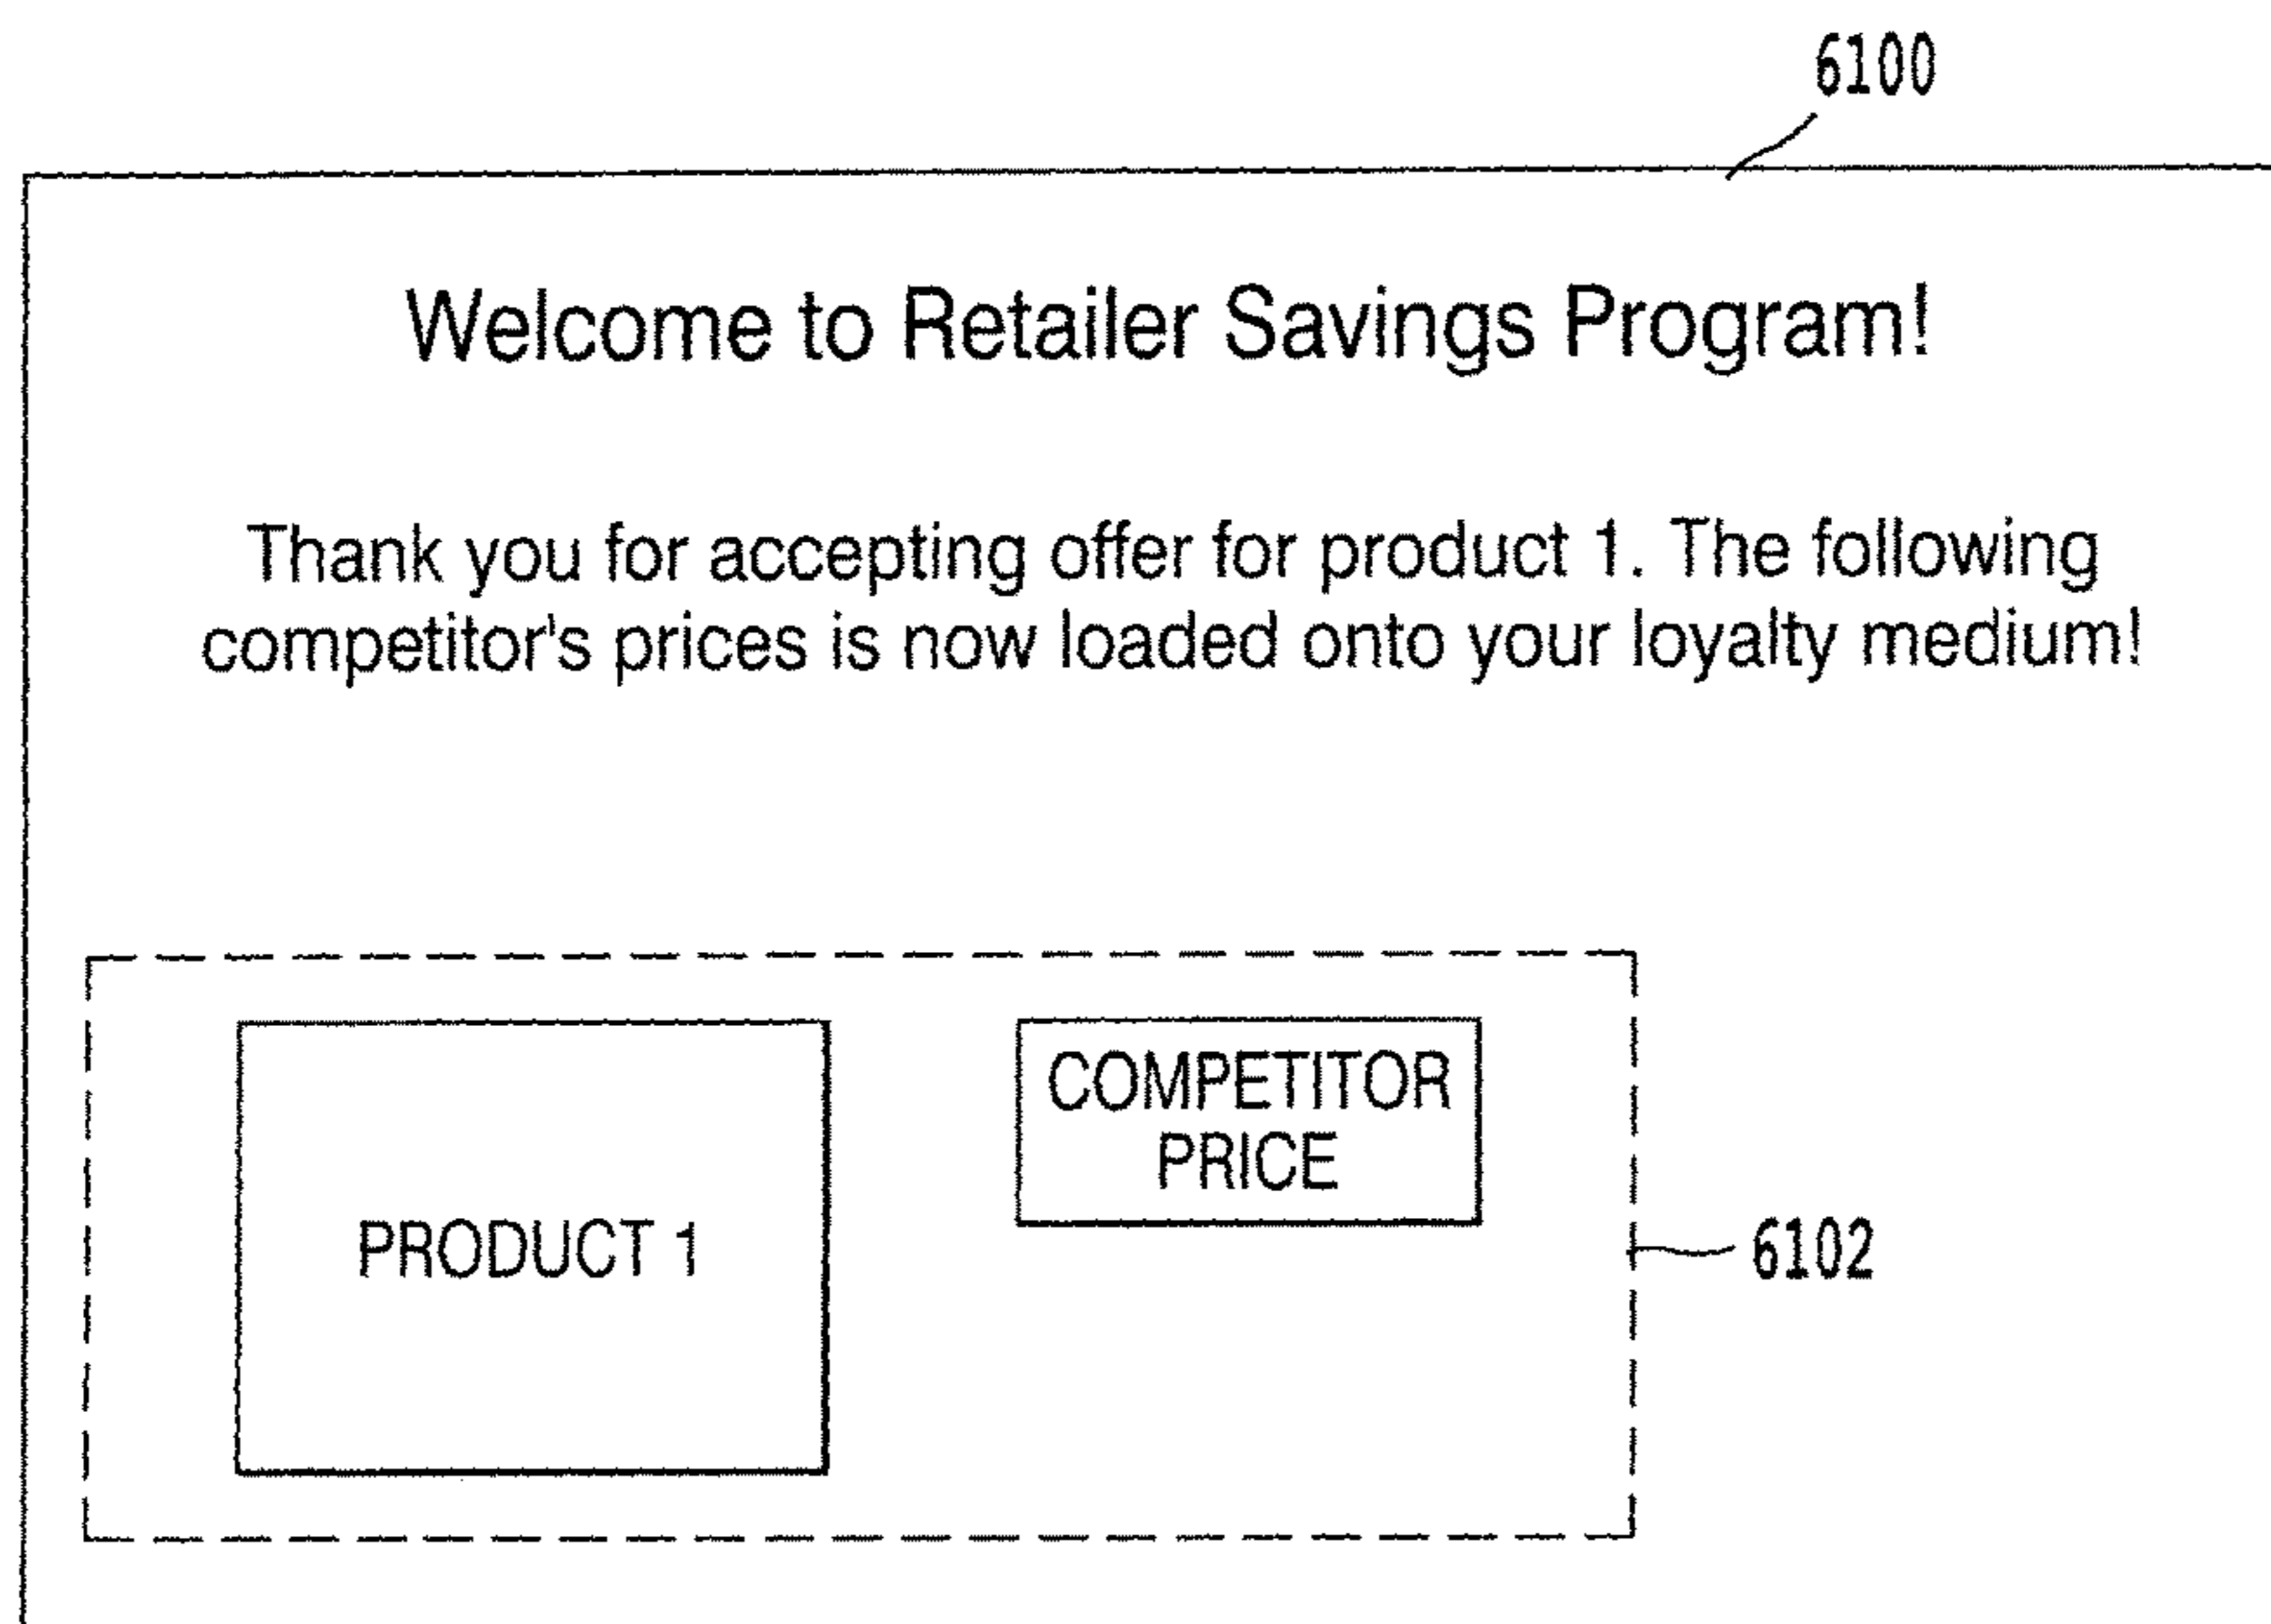 6100
Welcome to Retailer Savings Program!
Thank you for accepting offer for product 1. The following
competitor's prices is now loaded onto your loyalty medium!
PRODUCT 1
COMPETITOR
PRICE
6102